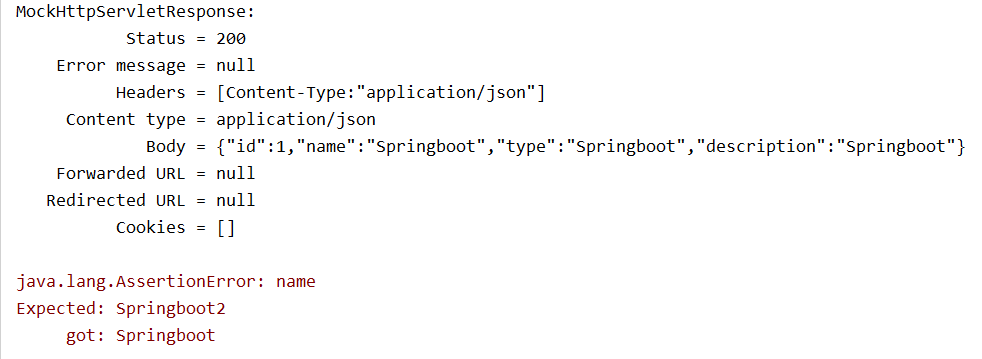 MockHttpServletResponse:
Status = 200
Error message = null
Headers = [Content-Type:"application/json"]
Content type = application/json
Body = {"id":1,"name":"Springboot","type":"Springboot","description":"Springboot"}
Forwarded URL = null
Redirected URL = null
Cookies = []
java.lang.AssertionError: name
Expected: Springboot2
got: Springboot